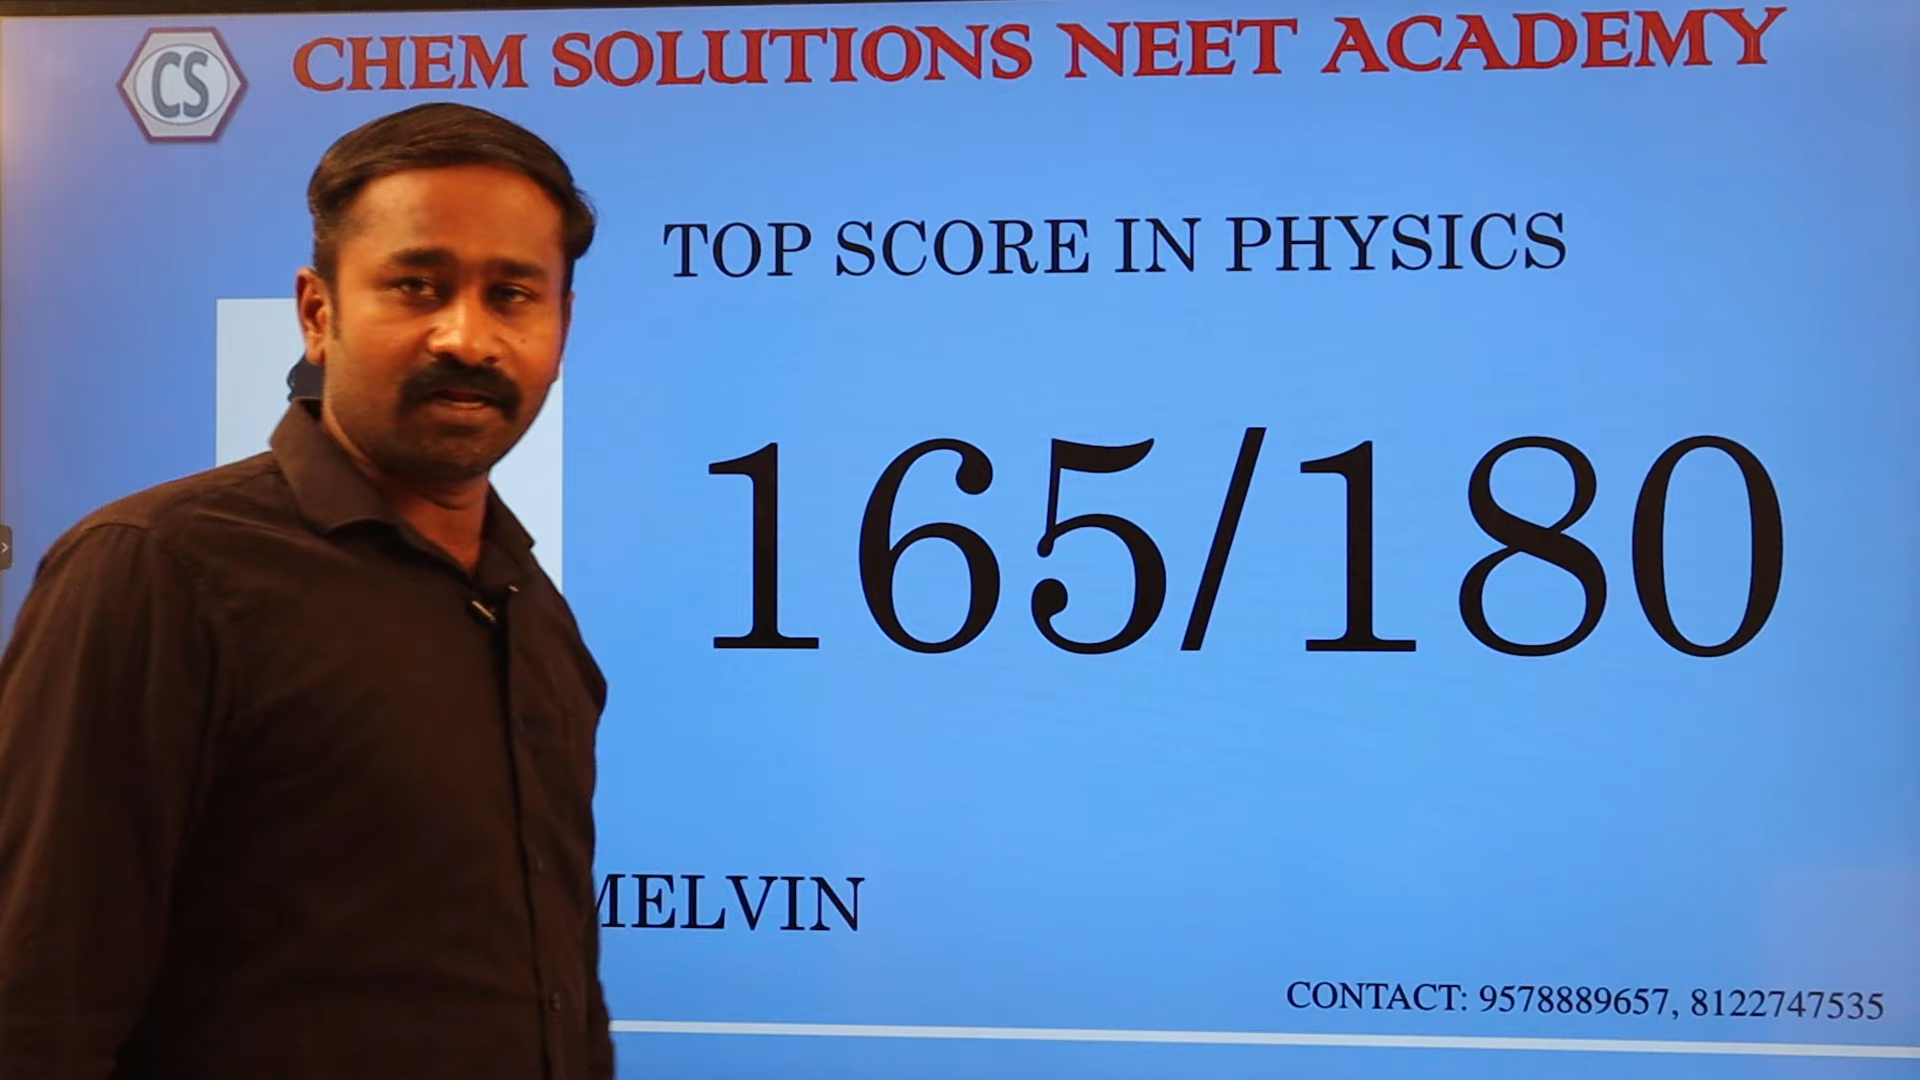 CS
CHEM SOLUTIONS NEET ACADEMY
TOP SCORE IN PHYSICS
165/180
MELVIN
CONTACT: 9578889657, 8122747535